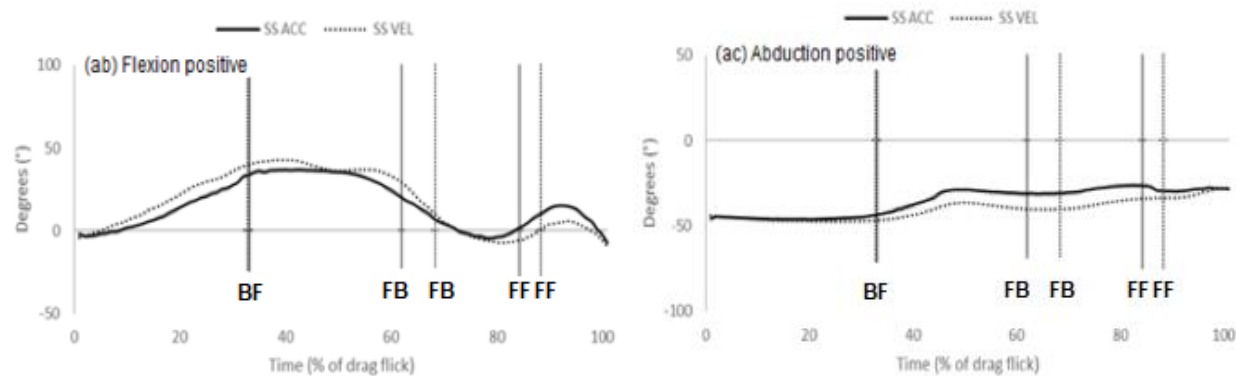 SS ACC SS VEL
(ab) Flexion positive
100
50
0
-50
Degrees (°)
BF FB FB FF FF
0 20 40 60 80 100
Time (% of drag flick)
SS ACC SS VEL
(ac) Abduction positive
50
0
-50
-100
Degrees (°)
BF FB FB FF FF
0 20 40 60 80 100
Time (% of drag flick)